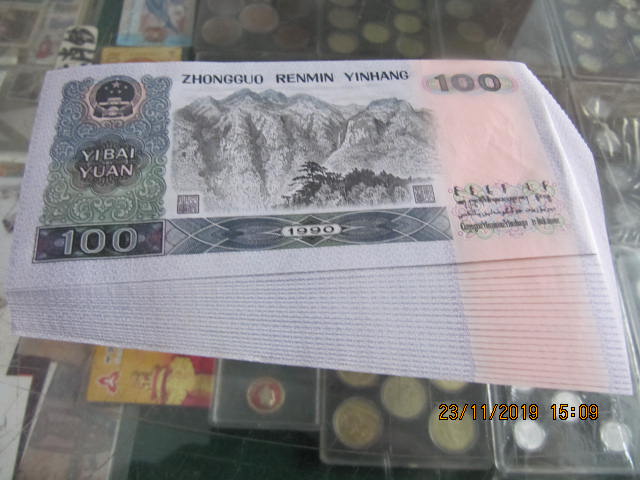 ZHONGGUO RENMIN YINHANG
100
YIBAI
YUAN
100
1990
23/11/2019 15:09